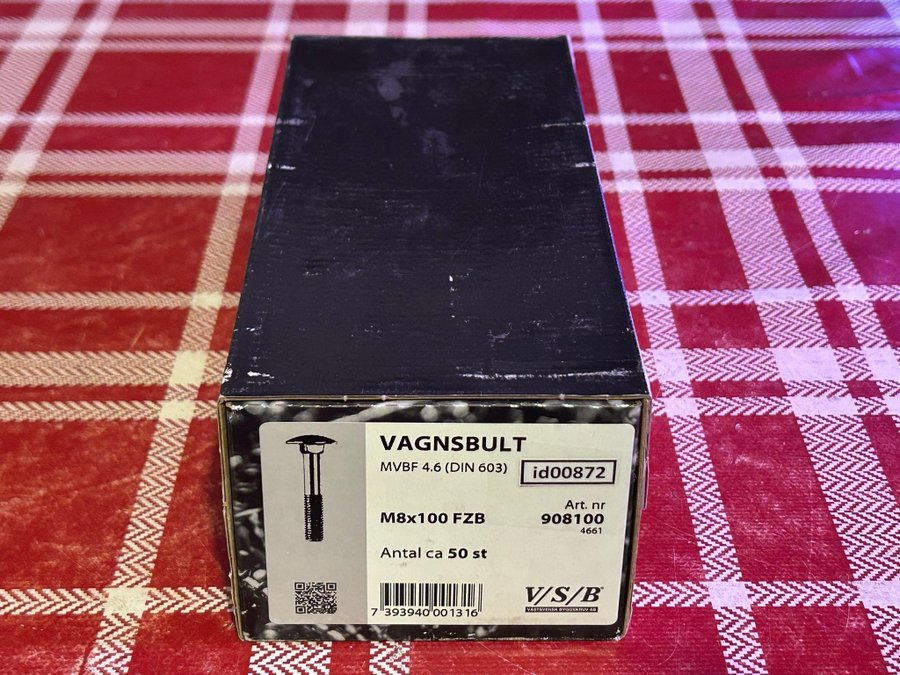 VAGNSBULT
MVBF 4.6 (DIN 603)
id00872
Art. nr
M8x100 FZB
908100
4661
Antal ca 50 st
7 393940 001316
V/S/B®
VÄSTSVENSK BYGGSKRUV AB